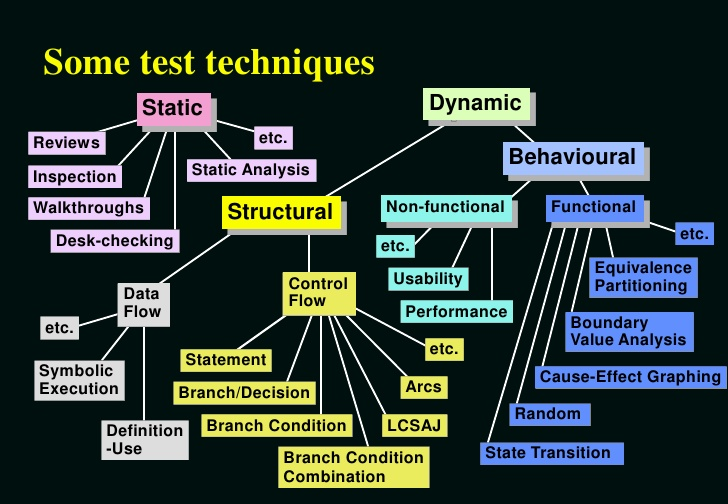 Some test techniques
Static
Reviews
Inspection
Walkthroughs
Desk-checking
Static Analysis
etc.
Dynamic
Structural
Data
Flow
etc.
Symbolic
Execution
Definition
-Use
Control
Flow
Statement
Branch/Decision
Branch Condition
Branch Condition
Combination
LCSAJ
Arcs
etc.
Behavioural
Non-functional
etc.
Usability
Performance
Functional
etc.
Equivalence
Partitioning
Boundary
Value Analysis
Cause-Effect Graphing
Random
State Transition